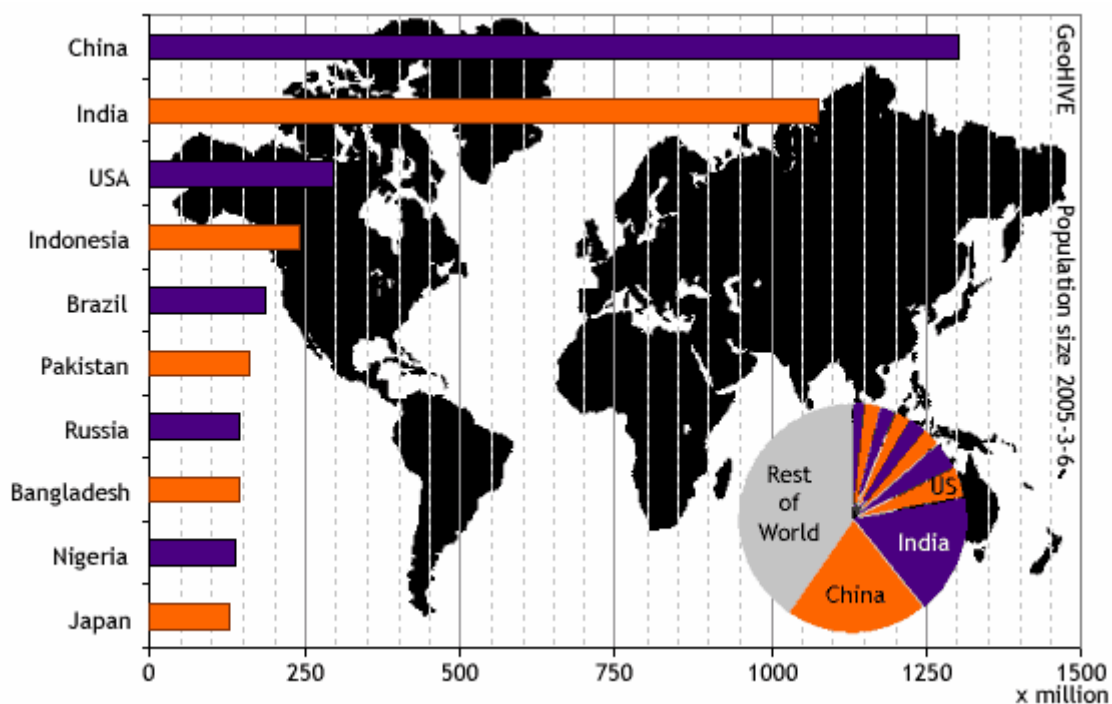 China
India
USA
Indonesia
Brazil
Pakistan
Russia
Bangladesh
Nigeria
Japan
0 250 500 750 1000 1250 1500
x million
GeoHIVE Population size 2005-3-6
Rest
of
World
US
India
China